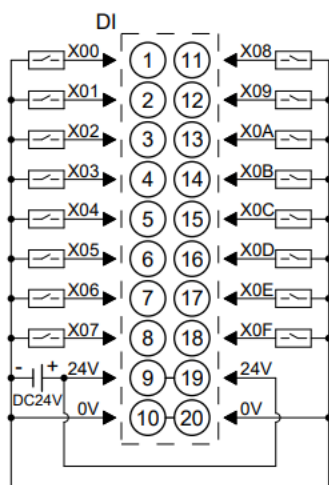 DI
X00 1 11 X08
X01 2 12 X09
X02 3 13 X0A
X03 4 14 X0B
X04 5 15 X0C
X05 6 16 X0D
X06 7 17 X0E
X07 8 18 X0F
- + 24V 9 19 24V
DC24V
0V 10 20 0V